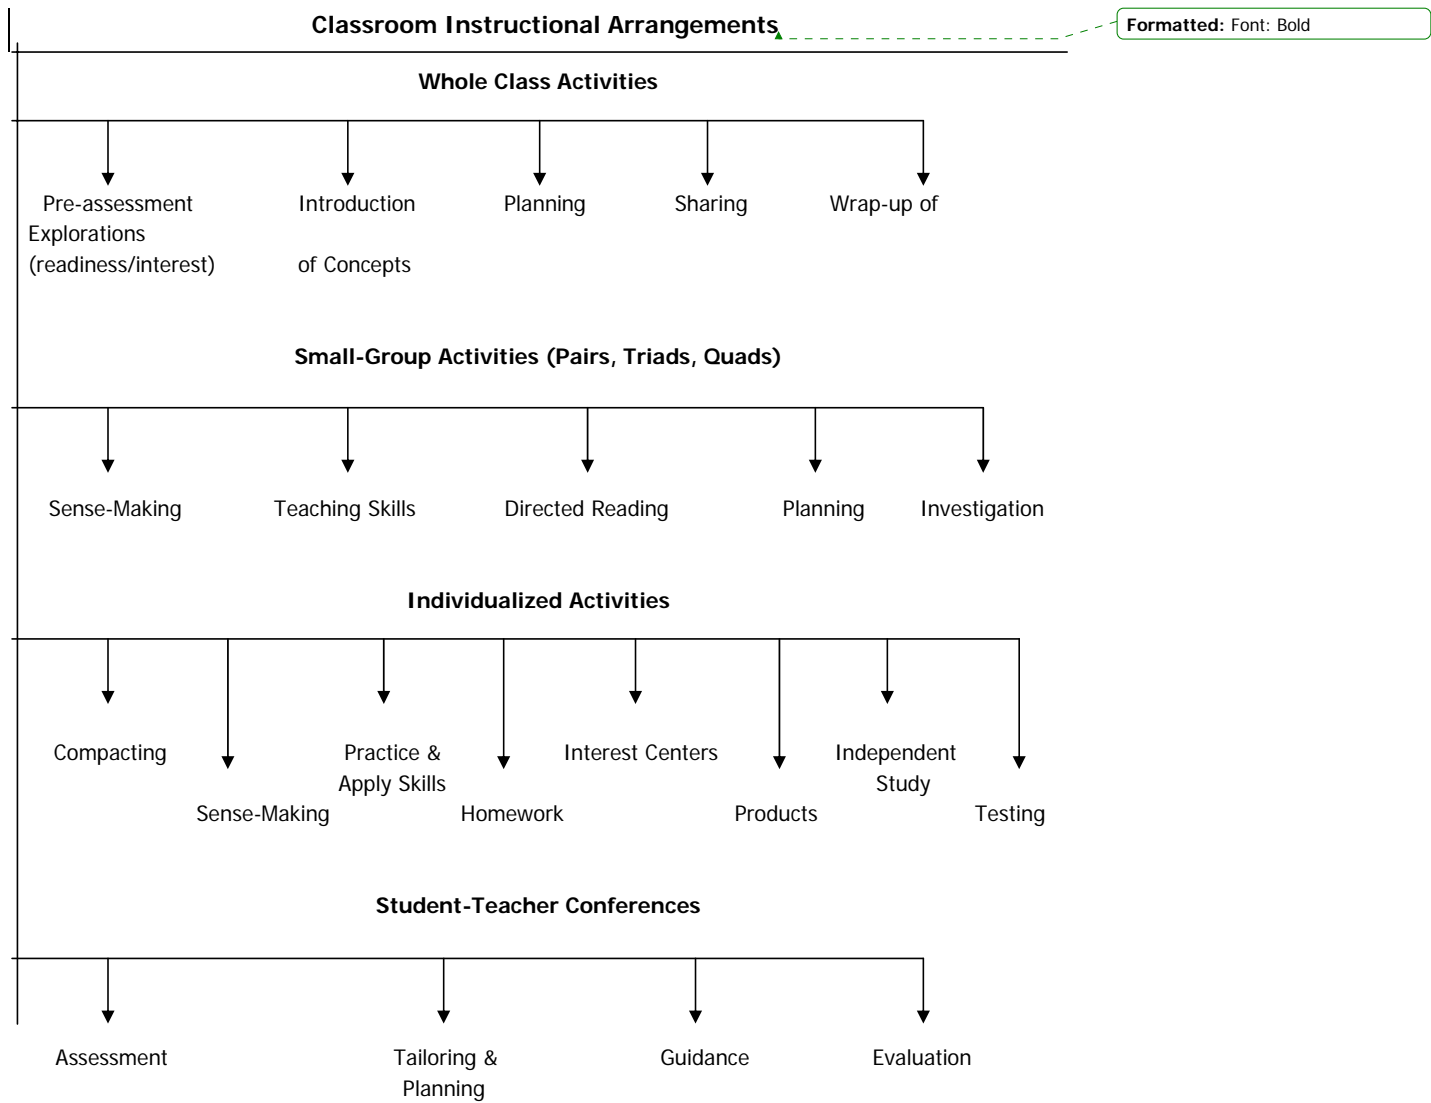 Classroom Instructional Arrangements
Formatted: Font: Bold
Whole Class Activities
Pre-assessment Introduction Planning Sharing Wrap-up of
Explorations
(readiness/interest) of Concepts
Small-Group Activities (Pairs, Triads, Quads)
Sense-Making Teaching Skills Directed Reading Planning Investigation
Individualized Activities
Compacting Practice & Interest Centers Independent
Apply Skills Study
Sense-Making Homework Products Testing
Student-Teacher Conferences
Assessment Tailoring & Guidance Evaluation
Planning